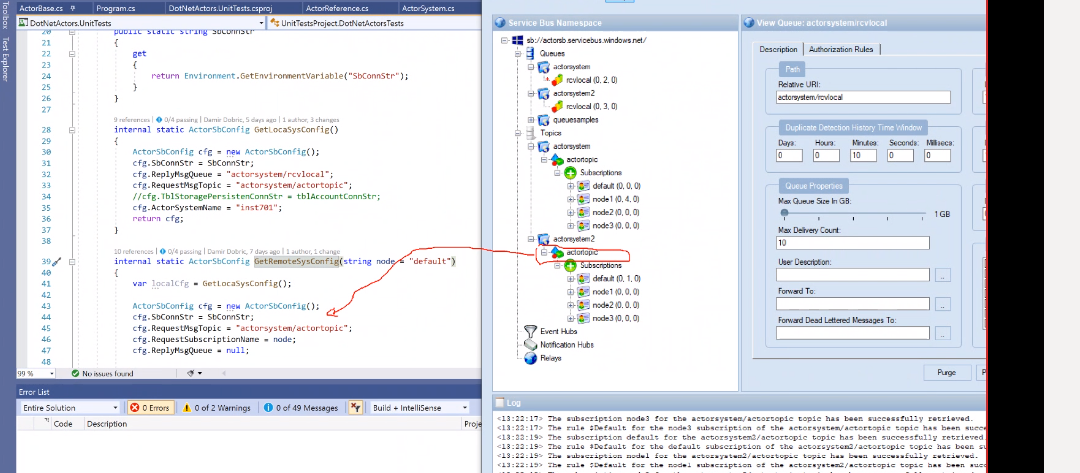 ActorBase.cs
Program.cs
DotNetActors.UnitTests.csproj
ActorReference.cs
ActorSystem.cs
DotNetActors.UnitTests
UnitTestsProject.DotNetActorsTests
Toolbox
Test Explorer
20 public static string SbConnStr
21 {
22 get
23 {
24 return Environment.GetEnvironmentVariable("SbConnStr");
25 }
26 }
27
9 references | 0/4 passing | Damir Dobric, 15 days ago | 1 author, 3 changes
28 internal static ActorSbConfig GetLocaSysConfig()
29 {
30 ActorSbConfig cfg = new ActorSbConfig();
31 cfg.SbConnStr = SbConnStr;
32 cfg.ReplyMsgQueue = "actorsystem/rcvlocal";
33 cfg.RequestMsgTopic = "actorsystem/actortopic";
34 //cfg.TblStoragePersistenConnStr = tblAccountConnStr;
35 cfg.ActorSystemName = "inst701";
36 return cfg;
37 }
38
10 references | 0/4 passing | Damir Dobric, 7 days ago | 1 author, 1 change
39 internal static ActorSbConfig GetRemoteSysConfig(string node = "default")
40 {
41 var localCfg = GetLocaSysConfig();
42
43 ActorSbConfig cfg = new ActorSbConfig();
44 cfg.SbConnStr = SbConnStr;
45 cfg.RequestMsgTopic = "actorsystem/actortopic";
46 cfg.RequestSubscriptionName = node;
47 cfg.ReplyMsgQueue = null;
48
99 %
No issues found
Error List
Entire Solution
0 Errors
0 of 2 Warnings
0 of 49 Messages
Build + IntelliSense
Code
Description
Service Bus Namespace
sb://actorsb.servicebus.windows.net/
Queues
actorsystem
rcvlocal (0, 2, 0)
actorsystem2
rcvlocal (0, 3, 0)
queuesamples
Topics
actorsystem
actortopic
Subscriptions
default (0, 0, 0)
node1 (0, 4, 0)
node2 (0, 0, 0)
node3 (0, 0, 0)
actorsystem2
actortopic
Subscriptions
default (0, 1, 0)
node1 (0, 0, 0)
node2 (0, 0, 0)
node3 (0, 0, 0)
Event Hubs
Notification Hubs
Relays
View Queue: actorsystem/rcvlocal
Description
Authorization Rules
Path
Relative URI:
actorsystem/rcvlocal
Duplicate Detection History Time Window
Days: Hours: Minutes: Seconds: Millisecs:
0 0 10 0 0
Queue Properties
Max Queue Size In GB:
1 GB
Max Delivery Count:
10
User Description:
Forward To:
Forward Dead Lettered Messages To:
Purge
Log
<13:22:17> The subscription node3 for the actorsystem/actortopic topic has been successfully retrieved.
<13:22:17> The rule $Default for the node3 subscription of the actorsystem/actortopic topic has been succ
<13:22:19> The subscription default for the actorsystem2/actortopic topic has been successfully retrieved
<13:22:19> The rule $Default for the default subscription of the actorsystem2/actortopic topic has been s
<13:22:19> The subscription node1 for the actorsystem2/actortopic topic has been successfully retrieved.
<13:22:19> The rule $Default for the node1 subscription of the actorsystem2/actortopic topic has been suc